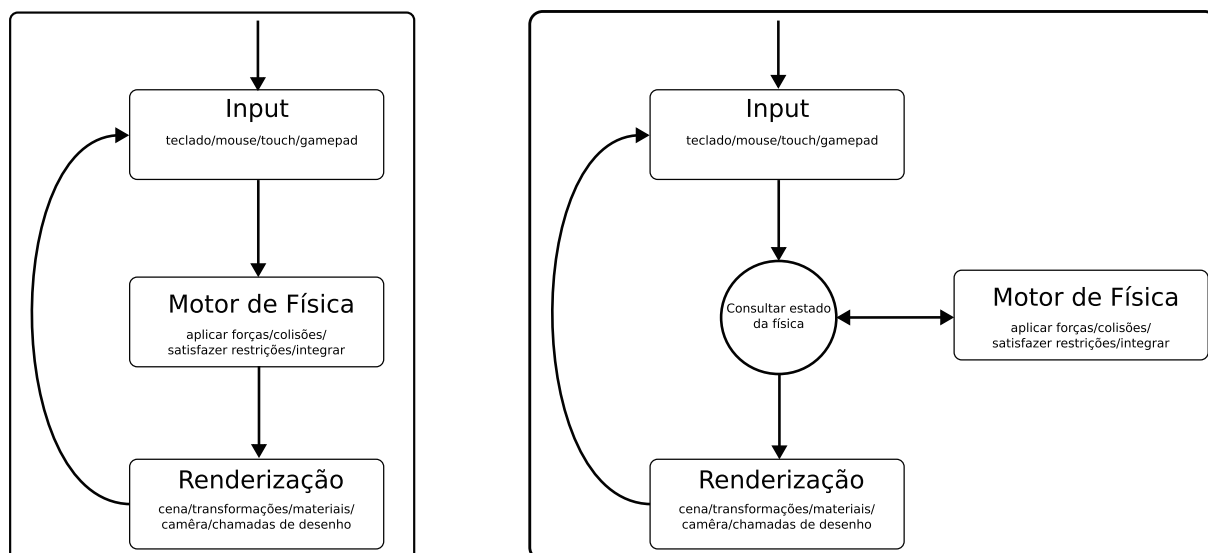 Input
teclado/mouse/touch/gamepad
Motor de Física
aplicar forças/colisões/
satisfazer restrições/integrar
Renderização
cena/transformações/materiais/
camêra/chamadas de desenho
Input
teclado/mouse/touch/gamepad
Consultar estado
da física
Motor de Física
aplicar forças/colisões/
satisfazer restrições/integrar
Renderização
cena/transformações/materiais/
camêra/chamadas de desenho